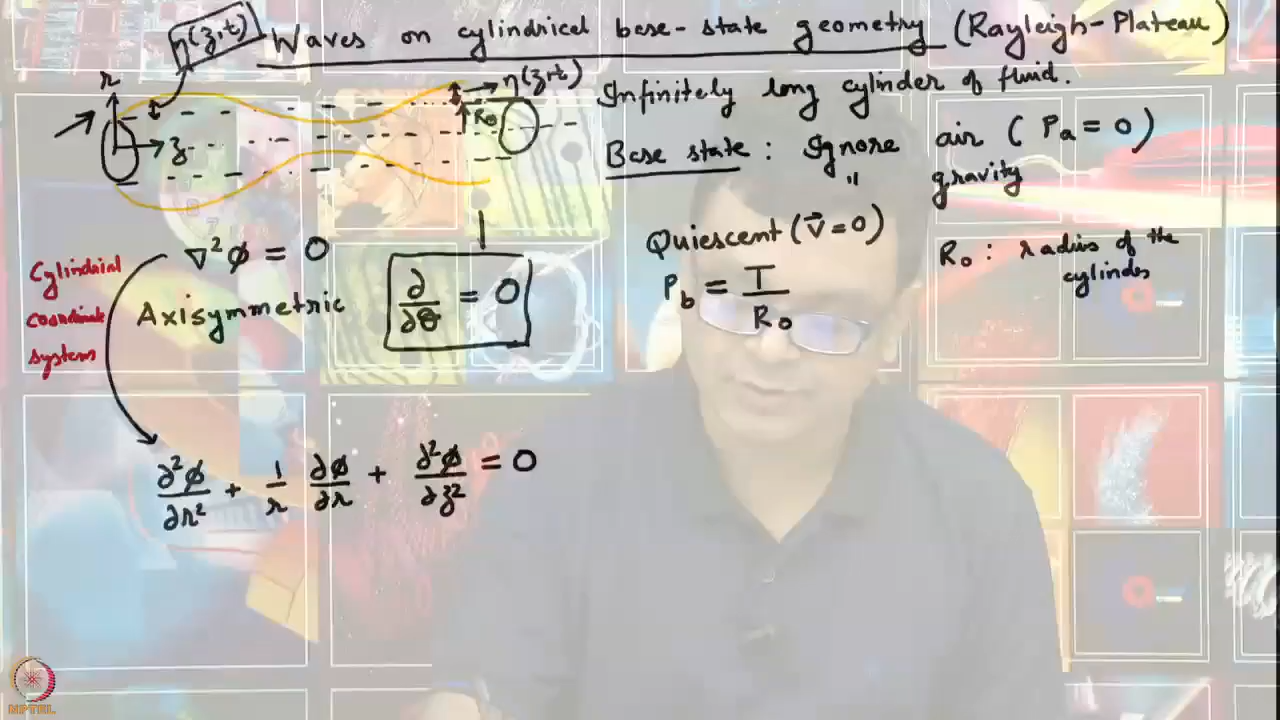 η(z,t) Waves on cylindrical base-state geometry (Rayleigh-Plateau)
r
η(z,t)
R₀
z
Infinitely long cylinder of fluid.
Base state : Ignore air (Pa = 0)
" gravity
Quiescent (v⃗=0)
R₀ : radius of the cylinder
P_b = T/R₀
∇²φ = 0
Axisymmetric ∂/∂θ = 0
Cylindrical
coordinate
system
∂²φ/∂r² + 1/r ∂φ/∂r + ∂²φ/∂z² = 0
NPTEL